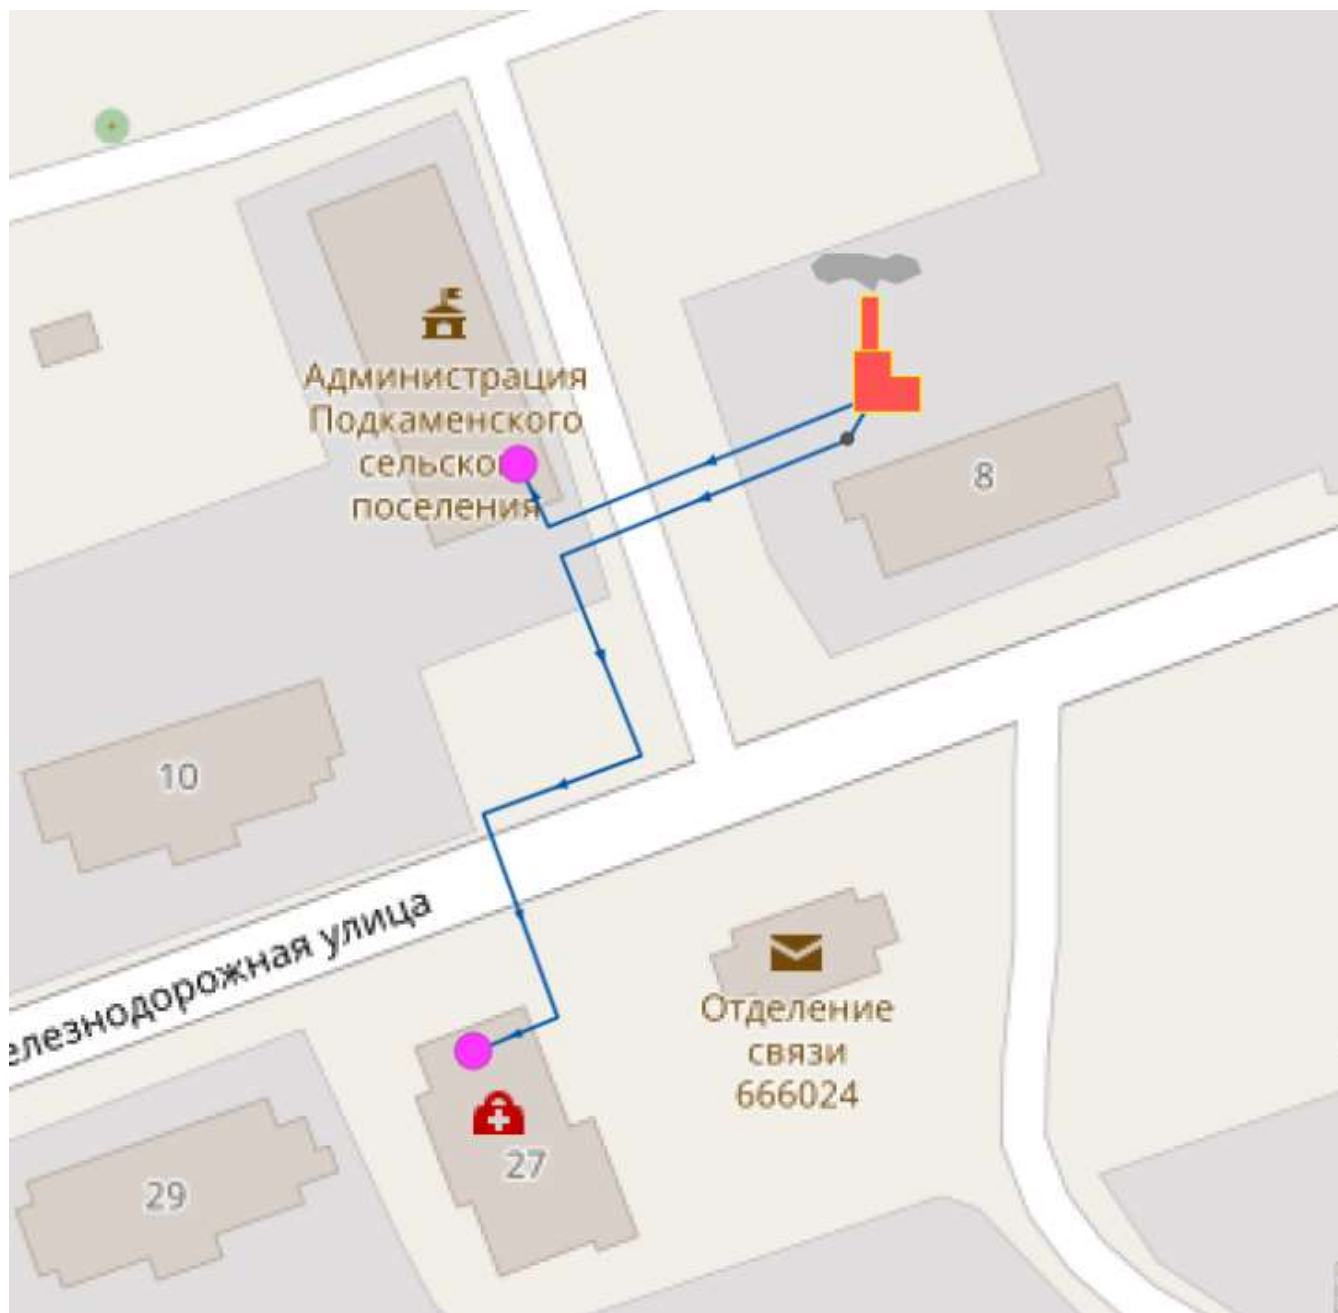 Администрация
Подкаменского
сельско
поселения
8
10
елезнодорожная улица
Отделение
связи
666024
27
29